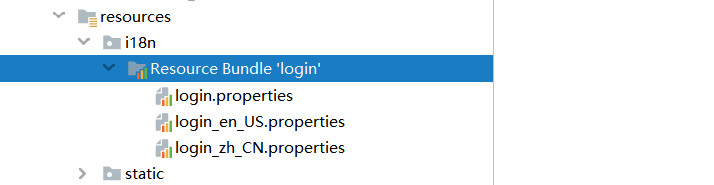 resources
i18n
Resource Bundle 'login'
login.properties
login_en_US.properties
login_zh_CN.properties
static